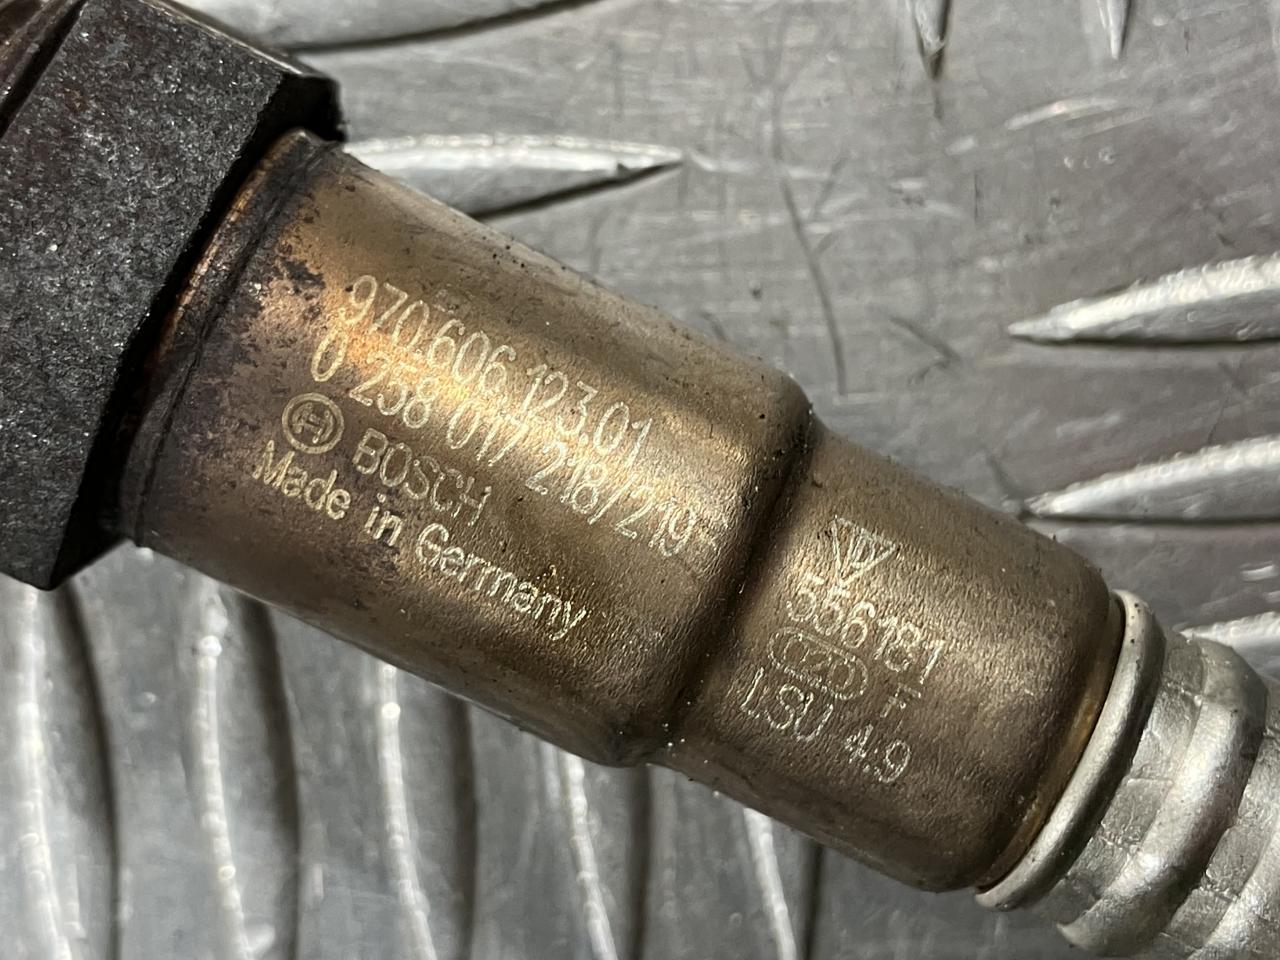 970.606.123.01
0 258 017 218/219
BOSCH
Made in Germany
556181
F
LSU 4.9